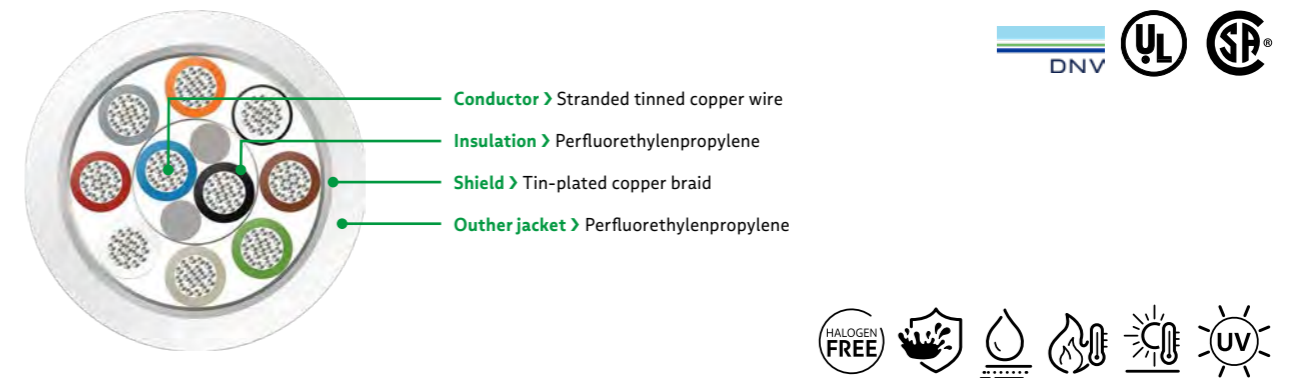 DNV
UL
SA®
Conductor › Stranded tinned copper wire
Insulation › Perfluorethylenpropylene
Shield › Tin-plated copper braid
Outher jacket › Perfluorethylenpropylene
HALOGEN
FREE
UV